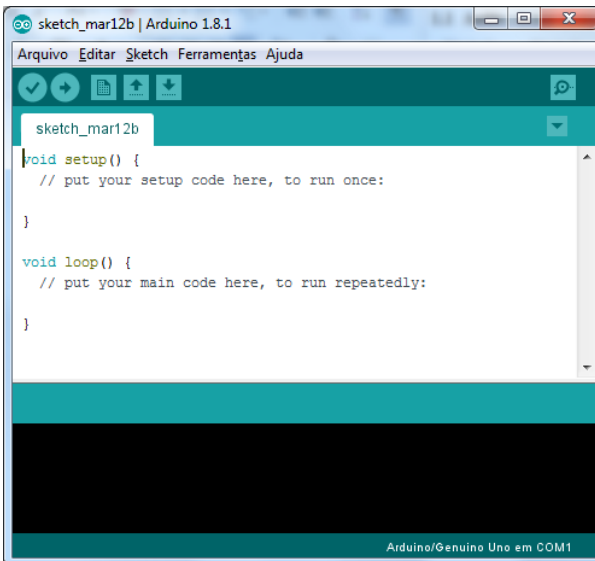 sketch_mar12b | Arduino 1.8.1
Arquivo Editar Sketch Ferramentas Ajuda
sketch_mar12b
void setup() {
  // put your setup code here, to run once:
}
void loop() {
  // put your main code here, to run repeatedly:
}
Arduino/Genuino Uno em COM1